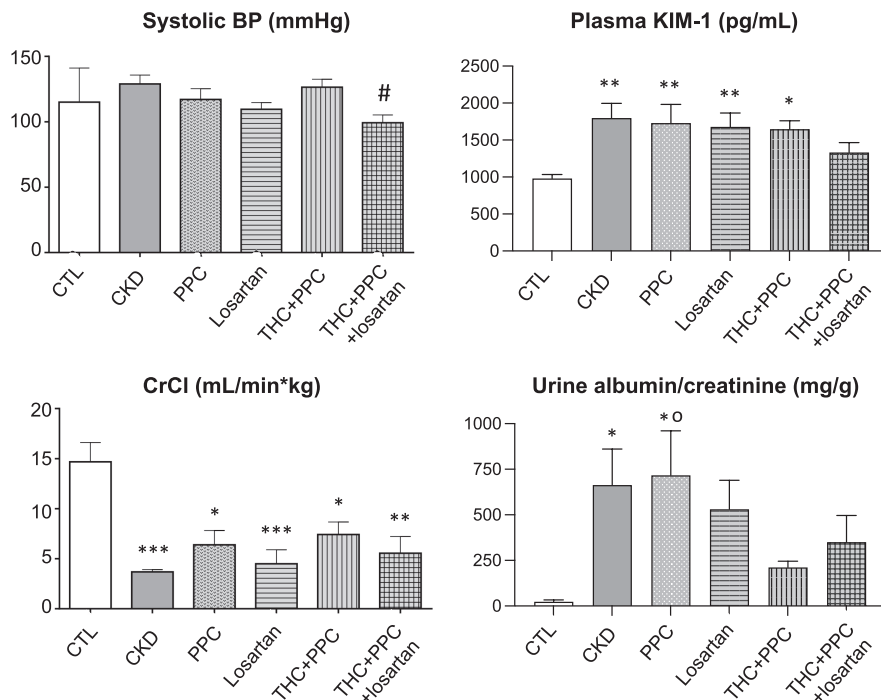 Systolic BP (mmHg)
150
100
50
0
#
CTL
CKD
PPC
Losartan
THC+PPC
THC+PPC
+losartan
Plasma KIM-1 (pg/mL)
2500
2000
1500
1000
500
0
** ** ** *
CTL
CKD
PPC
Losartan
THC+PPC
THC+PPC
+losartan
CrCl (mL/min*kg)
20
15
10
5
0
*** * *** * **
CTL
CKD
PPC
Losartan
THC+PPC
THC+PPC
+losartan
Urine albumin/creatinine (mg/g)
1000
750
500
250
0
* * o
CTL
CKD
PPC
Losartan
THC+PPC
THC+PPC
+losartan